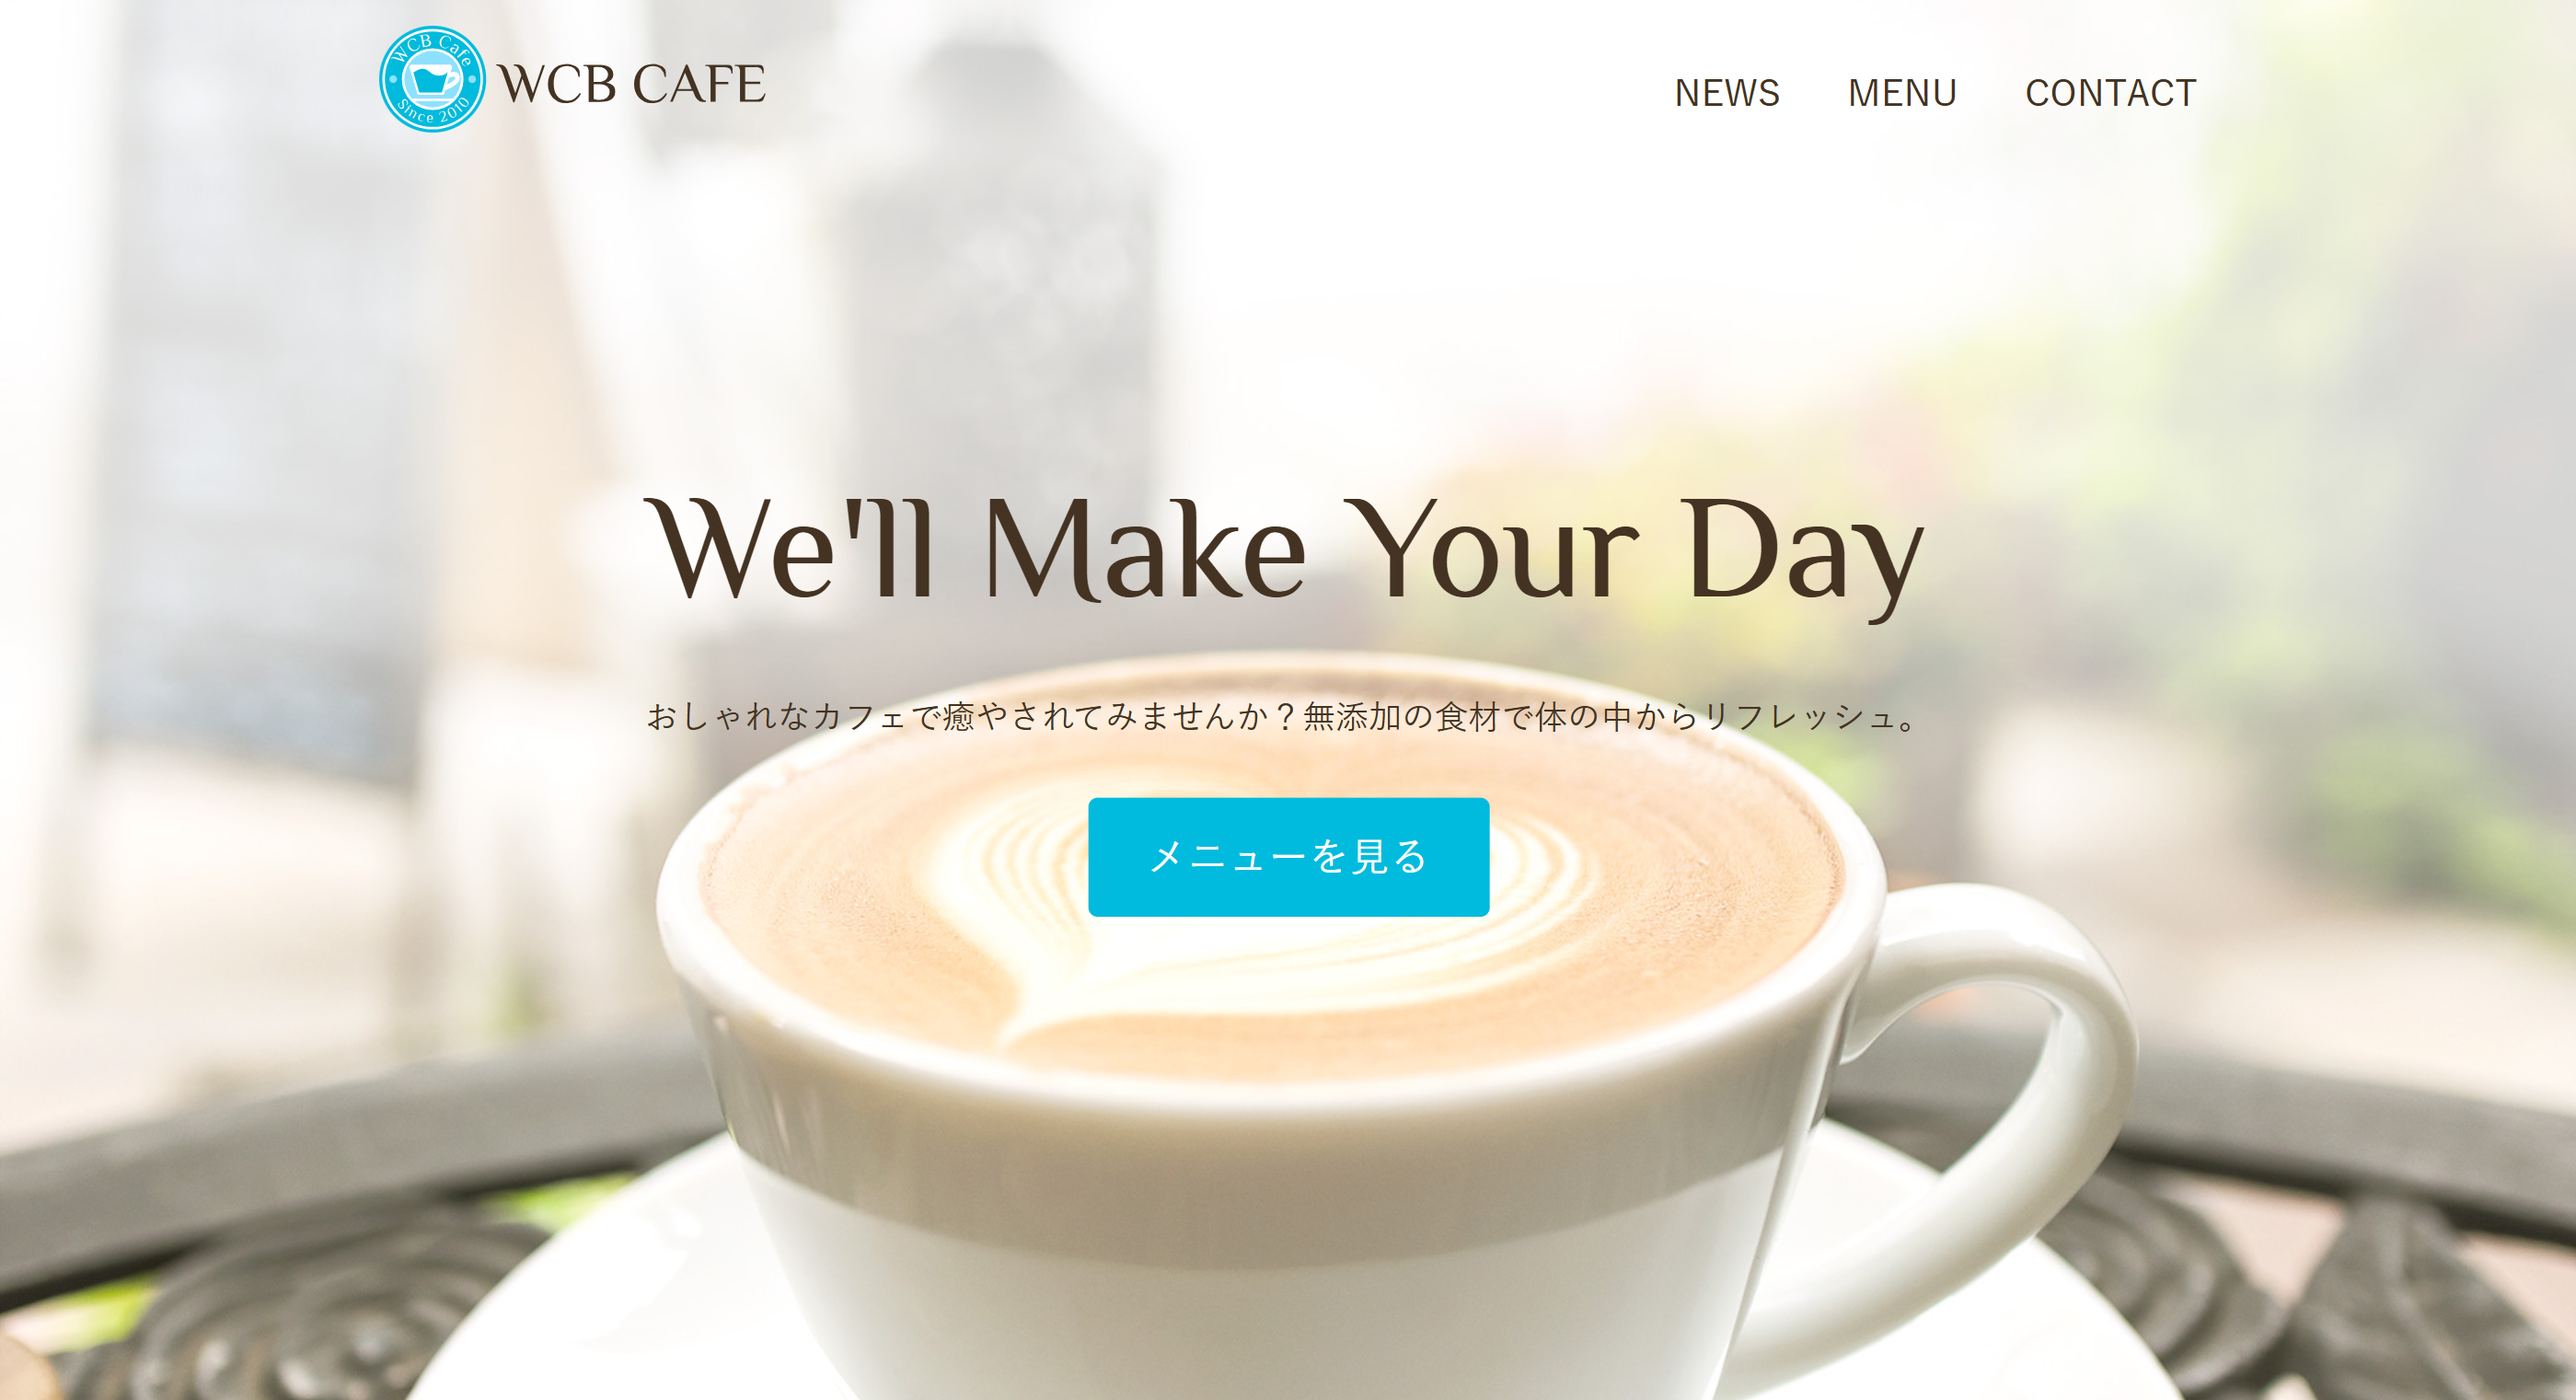 WCB Cafe
Since 2010
WCB CAFE
NEWS MENU CONTACT
We'll Make Your Day
おしゃれなカフェで癒やされてみませんか？無添加の食材で体の中からリフレッシュ。
メニューを見る